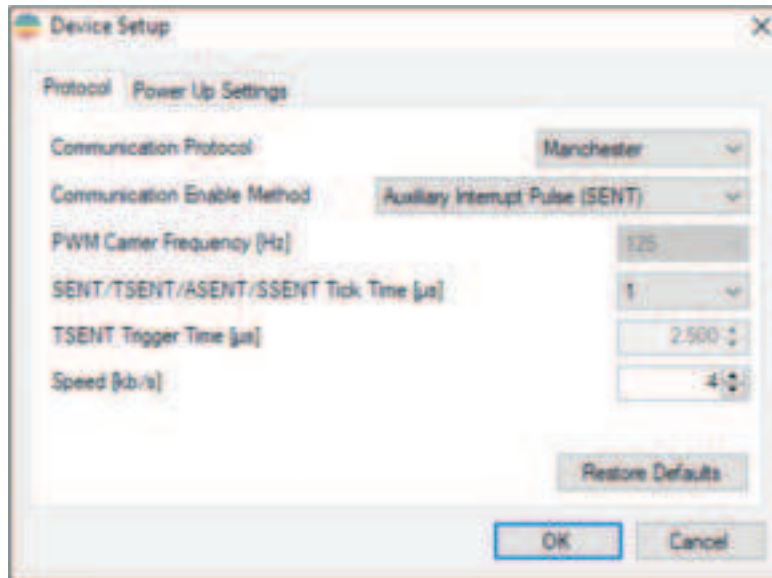 Device Setup
Protocol Power Up Settings
Communication Protocol Manchester
Communication Enable Method Auxiliary Interrupt Pulse (SENT)
PWM Carrier Frequency [Hz] 125
SENT/TSENT/ASENT/SSENT Tick Time [µs] 1
TSENT Trigger Time [µs] 2.500
Speed [kb/s] 4
Restore Defaults
OK Cancel